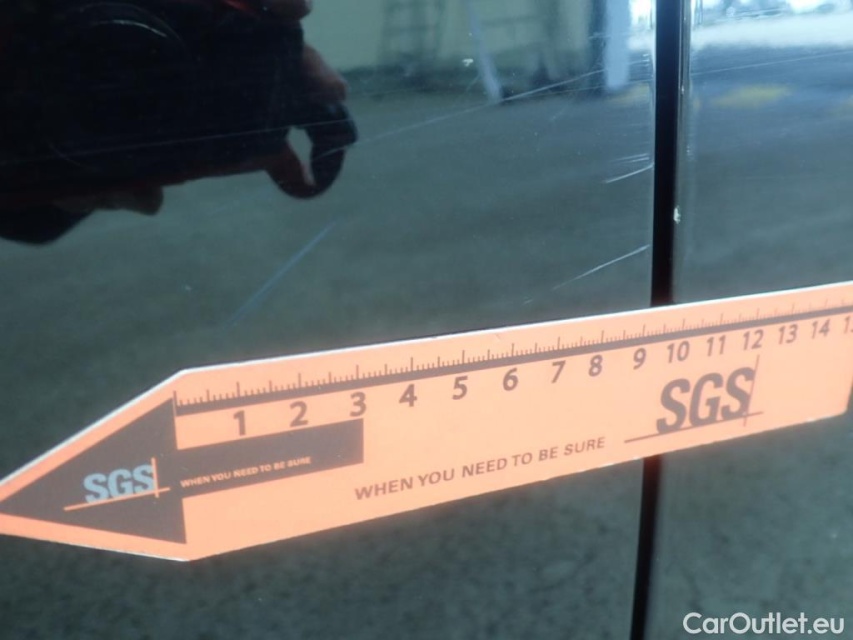 1 2 3 4 5 6 7 8 9 10 11 12 13 14
SGS
SGS WHEN YOU NEED TO BE SURE
WHEN YOU NEED TO BE SURE
CarOutlet.eu